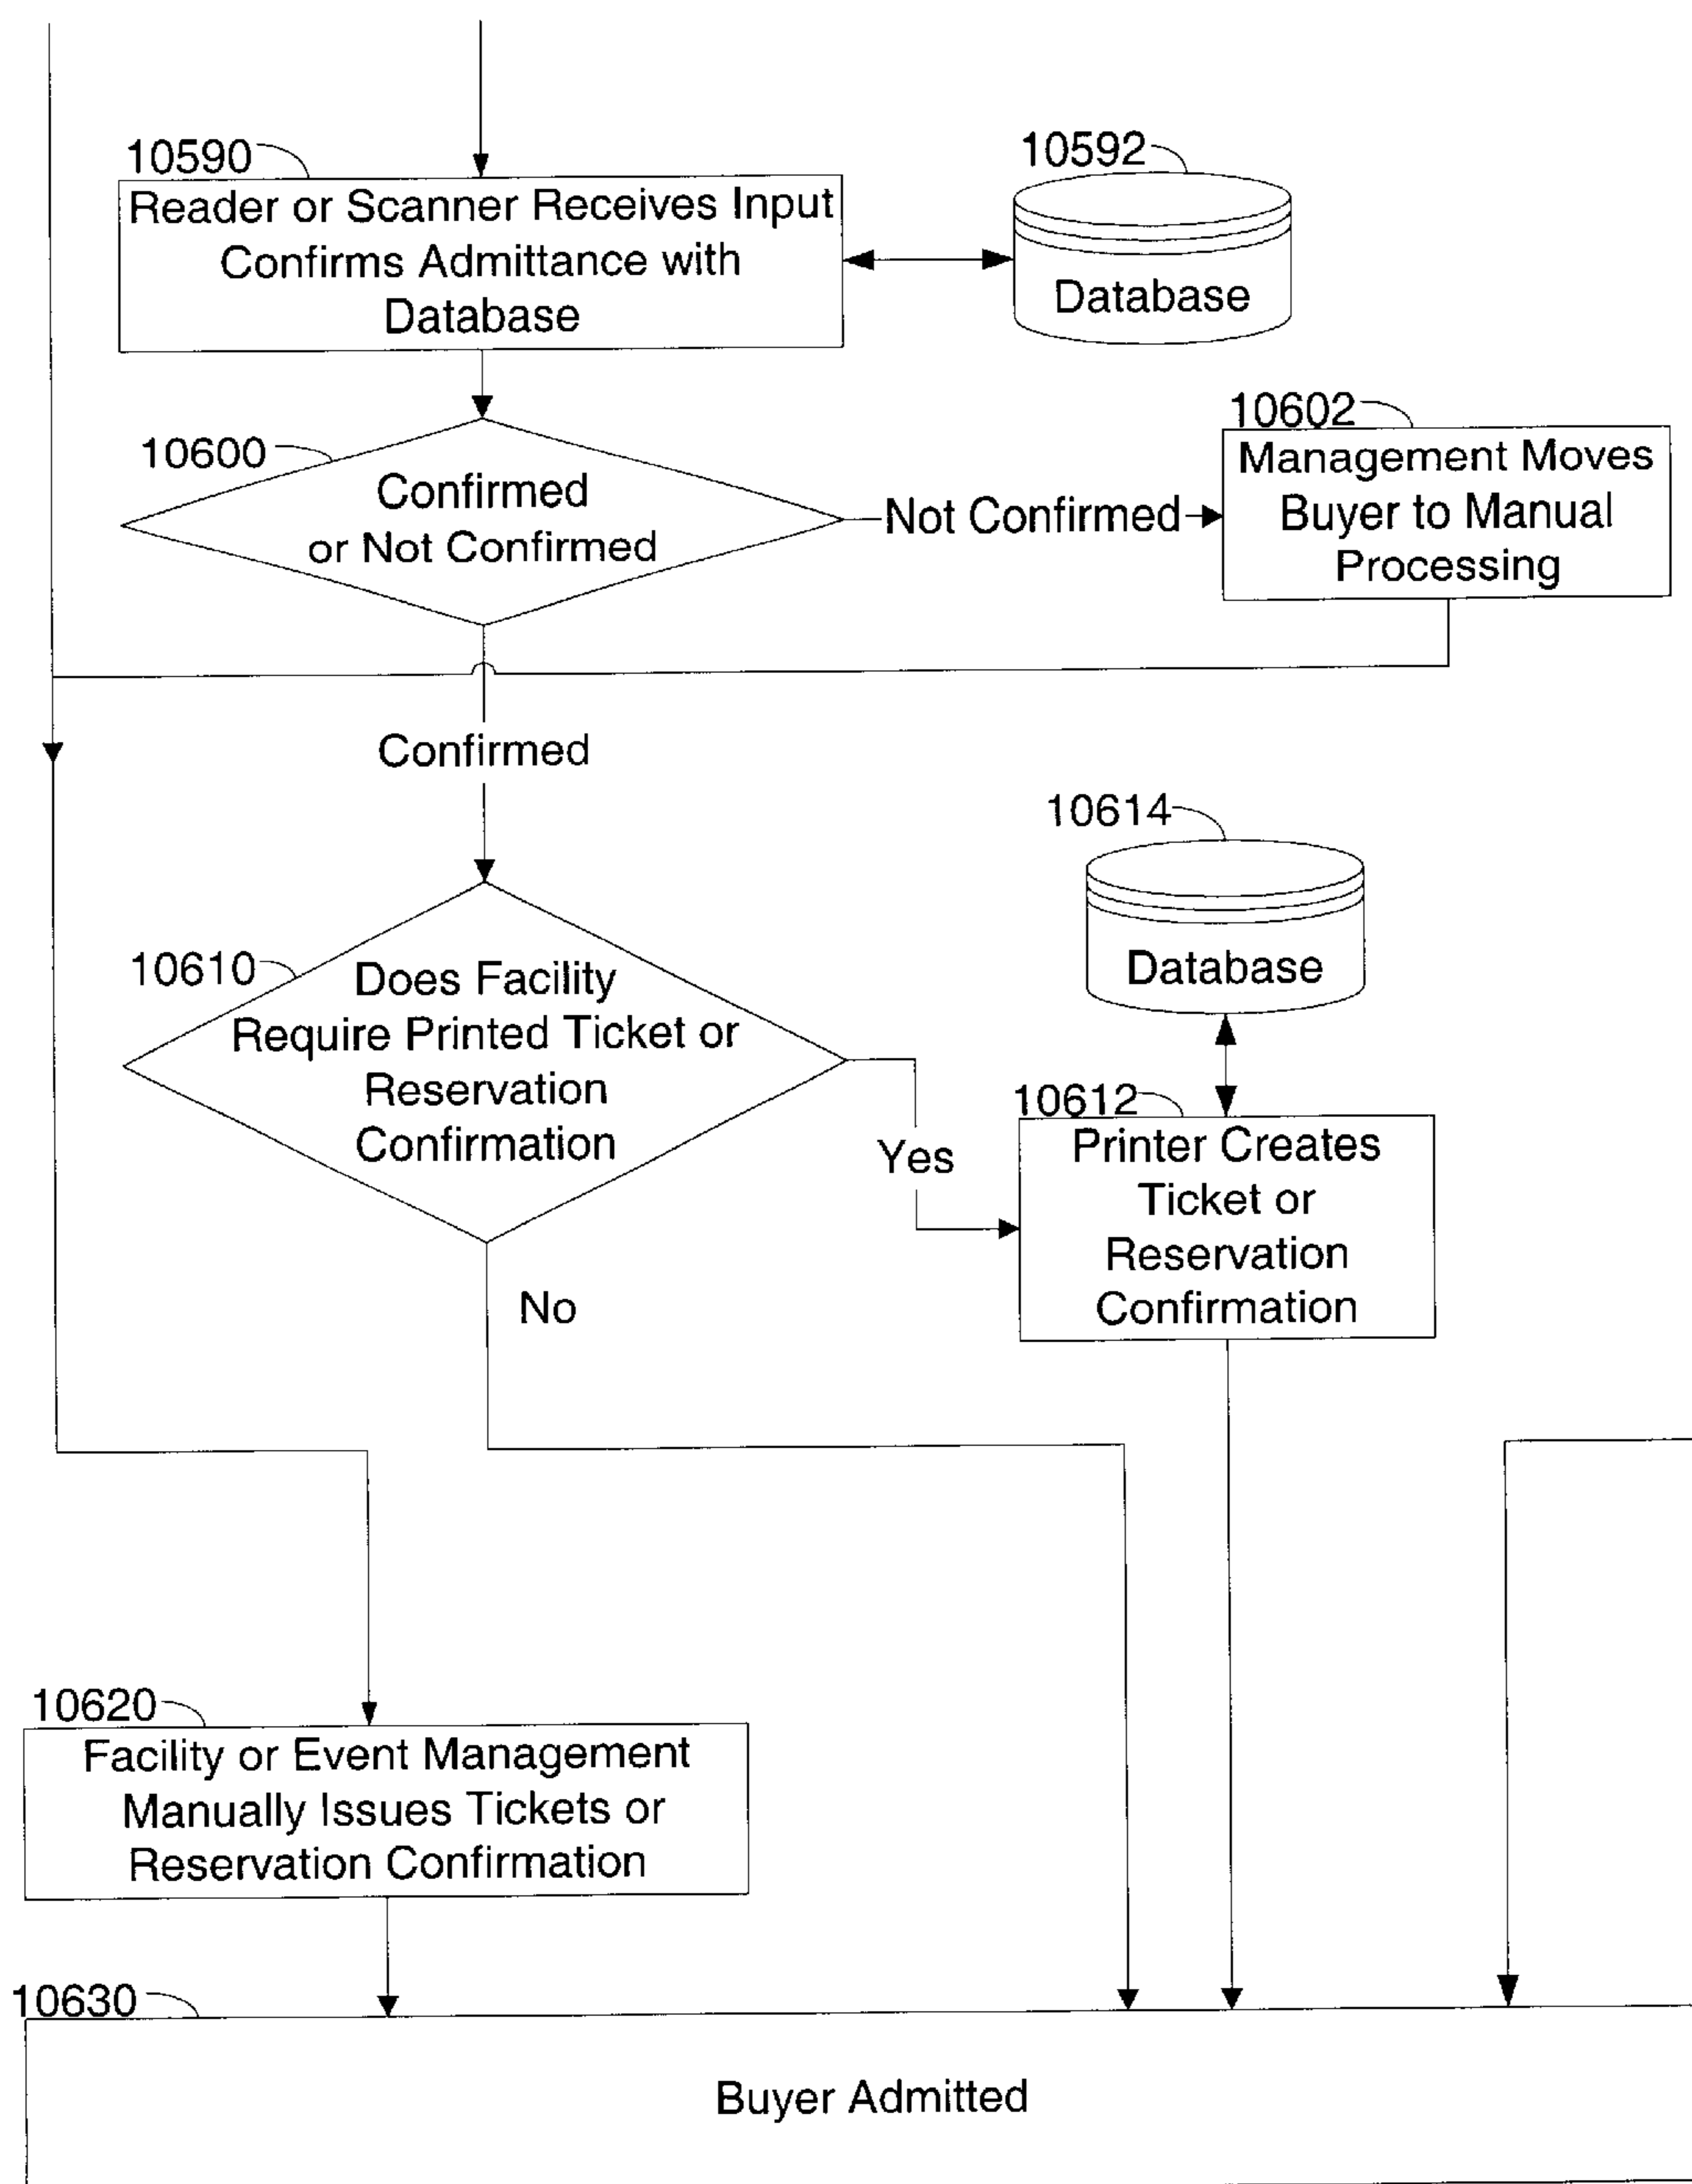 10590
Reader or Scanner Receives Input
Confirms Admittance with
Database
10592
Database
10600
Confirmed
or Not Confirmed
Not Confirmed
10602
Management Moves
Buyer to Manual
Processing
Confirmed
10610
Does Facility
Require Printed Ticket or
Reservation
Confirmation
Yes
No
10614
Database
10612
Printer Creates
Ticket or
Reservation
Confirmation
10620
Facility or Event Management
Manually Issues Tickets or
Reservation Confirmation
10630
Buyer Admitted